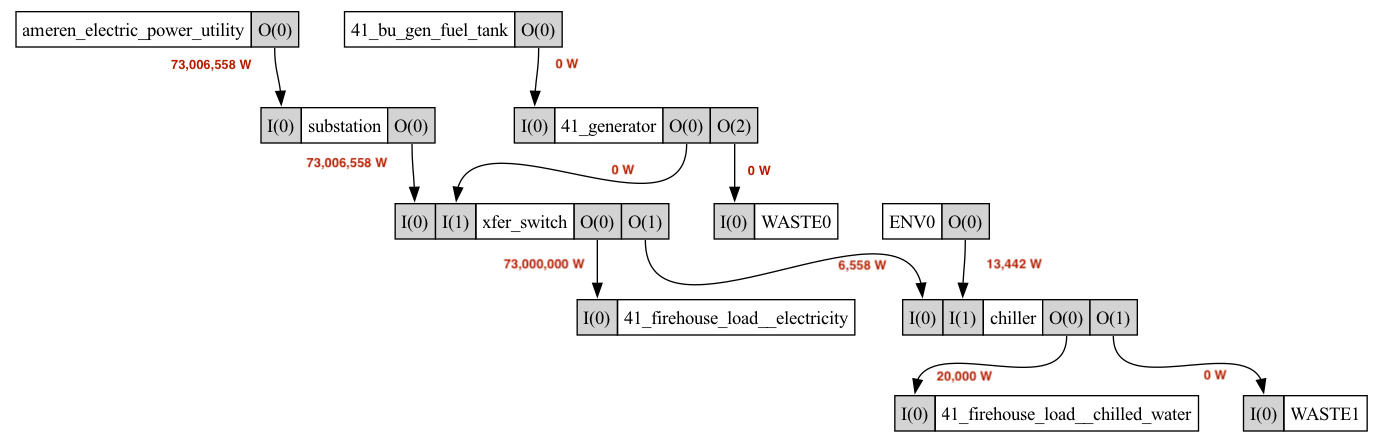 ameren_electric_power_utility O(0)
41_bu_gen_fuel_tank O(0)
73,006,558 W
0 W
I(0) substation O(0)
I(0) 41_generator O(0) O(2)
73,006,558 W
0 W
0 W
I(0) I(1) xfer_switch O(0) O(1)
I(0) WASTE0
ENV0 O(0)
73,000,000 W
6,558 W
13,442 W
I(0) 41_firehouse_load__electricity
I(0) I(1) chiller O(0) O(1)
20,000 W
0 W
I(0) 41_firehouse_load__chilled_water
I(0) WASTE1